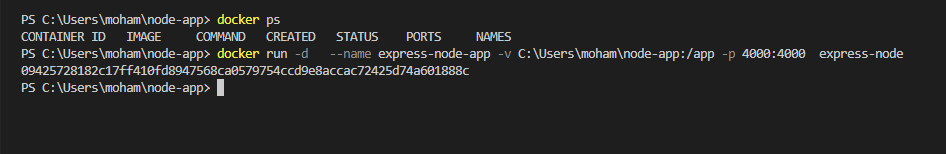 PS C:\Users\moham\node-app> docker ps
CONTAINER ID   IMAGE     COMMAND   CREATED   STATUS    PORTS     NAMES
PS C:\Users\moham\node-app> docker run -d   --name express-node-app -v C:\Users\moham\node-app:/app -p 4000:4000  express-node
09425728182c17ff410fd8947568ca0579754ccd9e8accac72425d74a601888c
PS C:\Users\moham\node-app>